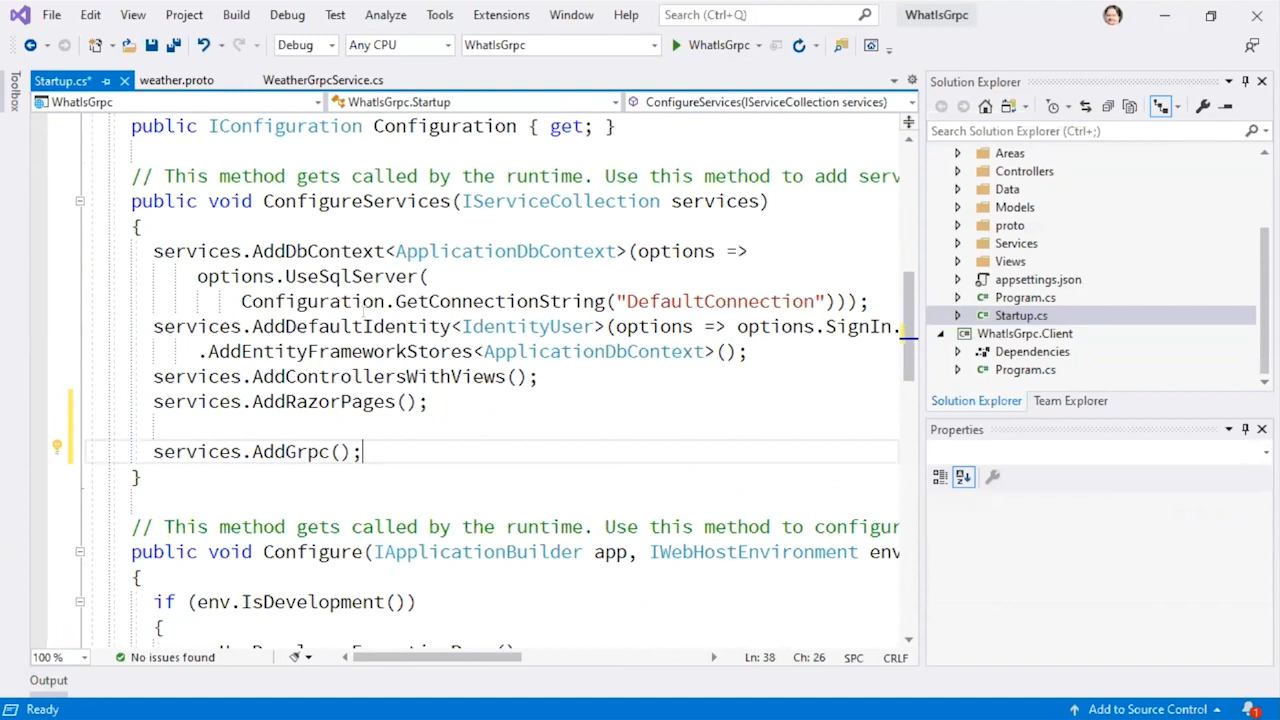 File Edit View Project Build Debug Test Analyze Tools Extensions Window Help Search (Ctrl+Q) WhatIsGrpc
Debug Any CPU WhatIsGrpc WhatIsGrpc
Toolbox
Startup.cs* weather.proto WeatherGrpcService.cs
WhatIsGrpc WhatIsGrpc.Startup ConfigureServices(IServiceCollection services)
public IConfiguration Configuration { get; }
// This method gets called by the runtime. Use this method to add serv
public void ConfigureServices(IServiceCollection services)
{
services.AddDbContext<ApplicationDbContext>(options =>
options.UseSqlServer(
Configuration.GetConnectionString("DefaultConnection")));
services.AddDefaultIdentity<IdentityUser>(options => options.SignIn.
.AddEntityFrameworkStores<ApplicationDbContext>();
services.AddControllersWithViews();
services.AddRazorPages();
services.AddGrpc();
}
// This method gets called by the runtime. Use this method to configur
public void Configure(IApplicationBuilder app, IWebHostEnvironment env
{
if (env.IsDevelopment())
{
100 % No issues found Ln: 38 Ch: 26 SPC CRLF
Output
Solution Explorer
Search Solution Explorer (Ctrl+;)
Areas
Controllers
Data
Models
proto
Services
Views
appsettings.json
C# Program.cs
C# Startup.cs
C# WhatIsGrpc.Client
Dependencies
C# Program.cs
Solution Explorer Team Explorer
Properties
Ready Add to Source Control 1